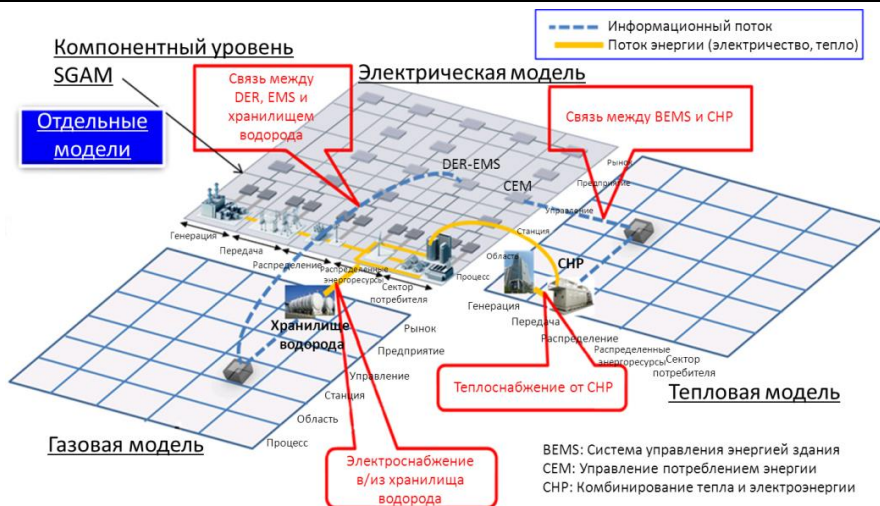 Информационный поток
Поток энергии (электричество, тепло)
Компонентный уровень
SGAM
Отдельные
модели
Связь между
DER, EMS и
хранилищем
водорода
Электрическая модель
Связь между BEMS и CHP
DER-EMS
CEM
Рынок
Предприятие
Управление
Станция
Область
Процесс
Генерация
Передача
Распределение
Распределенные
энергоресурсы
Сектор
потребителя
CHP
Генерация
Передача
Распределение
Распределенные
энергоресурсы
Сектор
потребителя
Хранилище
водорода
Рынок
Предприятие
Управление
Станция
Область
Процесс
Теплоснабжение от CHP
Тепловая модель
Газовая модель
Электроснабжение
в/из хранилища
водорода
BEMS: Система управления энергией здания
CEM: Управление потреблением энергии
CHP: Комбинирование тепла и электроэнергии